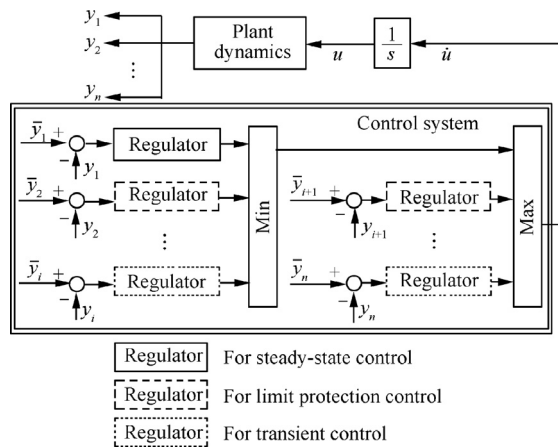 y₁
y₂
⋮
yₙ
Plant dynamics
u
1/s
u̇
Control system
ȳ₁ + − y₁ Regulator
ȳ₂ + − y₂ Regulator
⋮
ȳᵢ + − yᵢ Regulator
Min
ȳᵢ₊₁ + − yᵢ₊₁ Regulator
⋮
ȳₙ + − yₙ Regulator
Max
Regulator For steady-state control
Regulator For limit protection control
Regulator For transient control